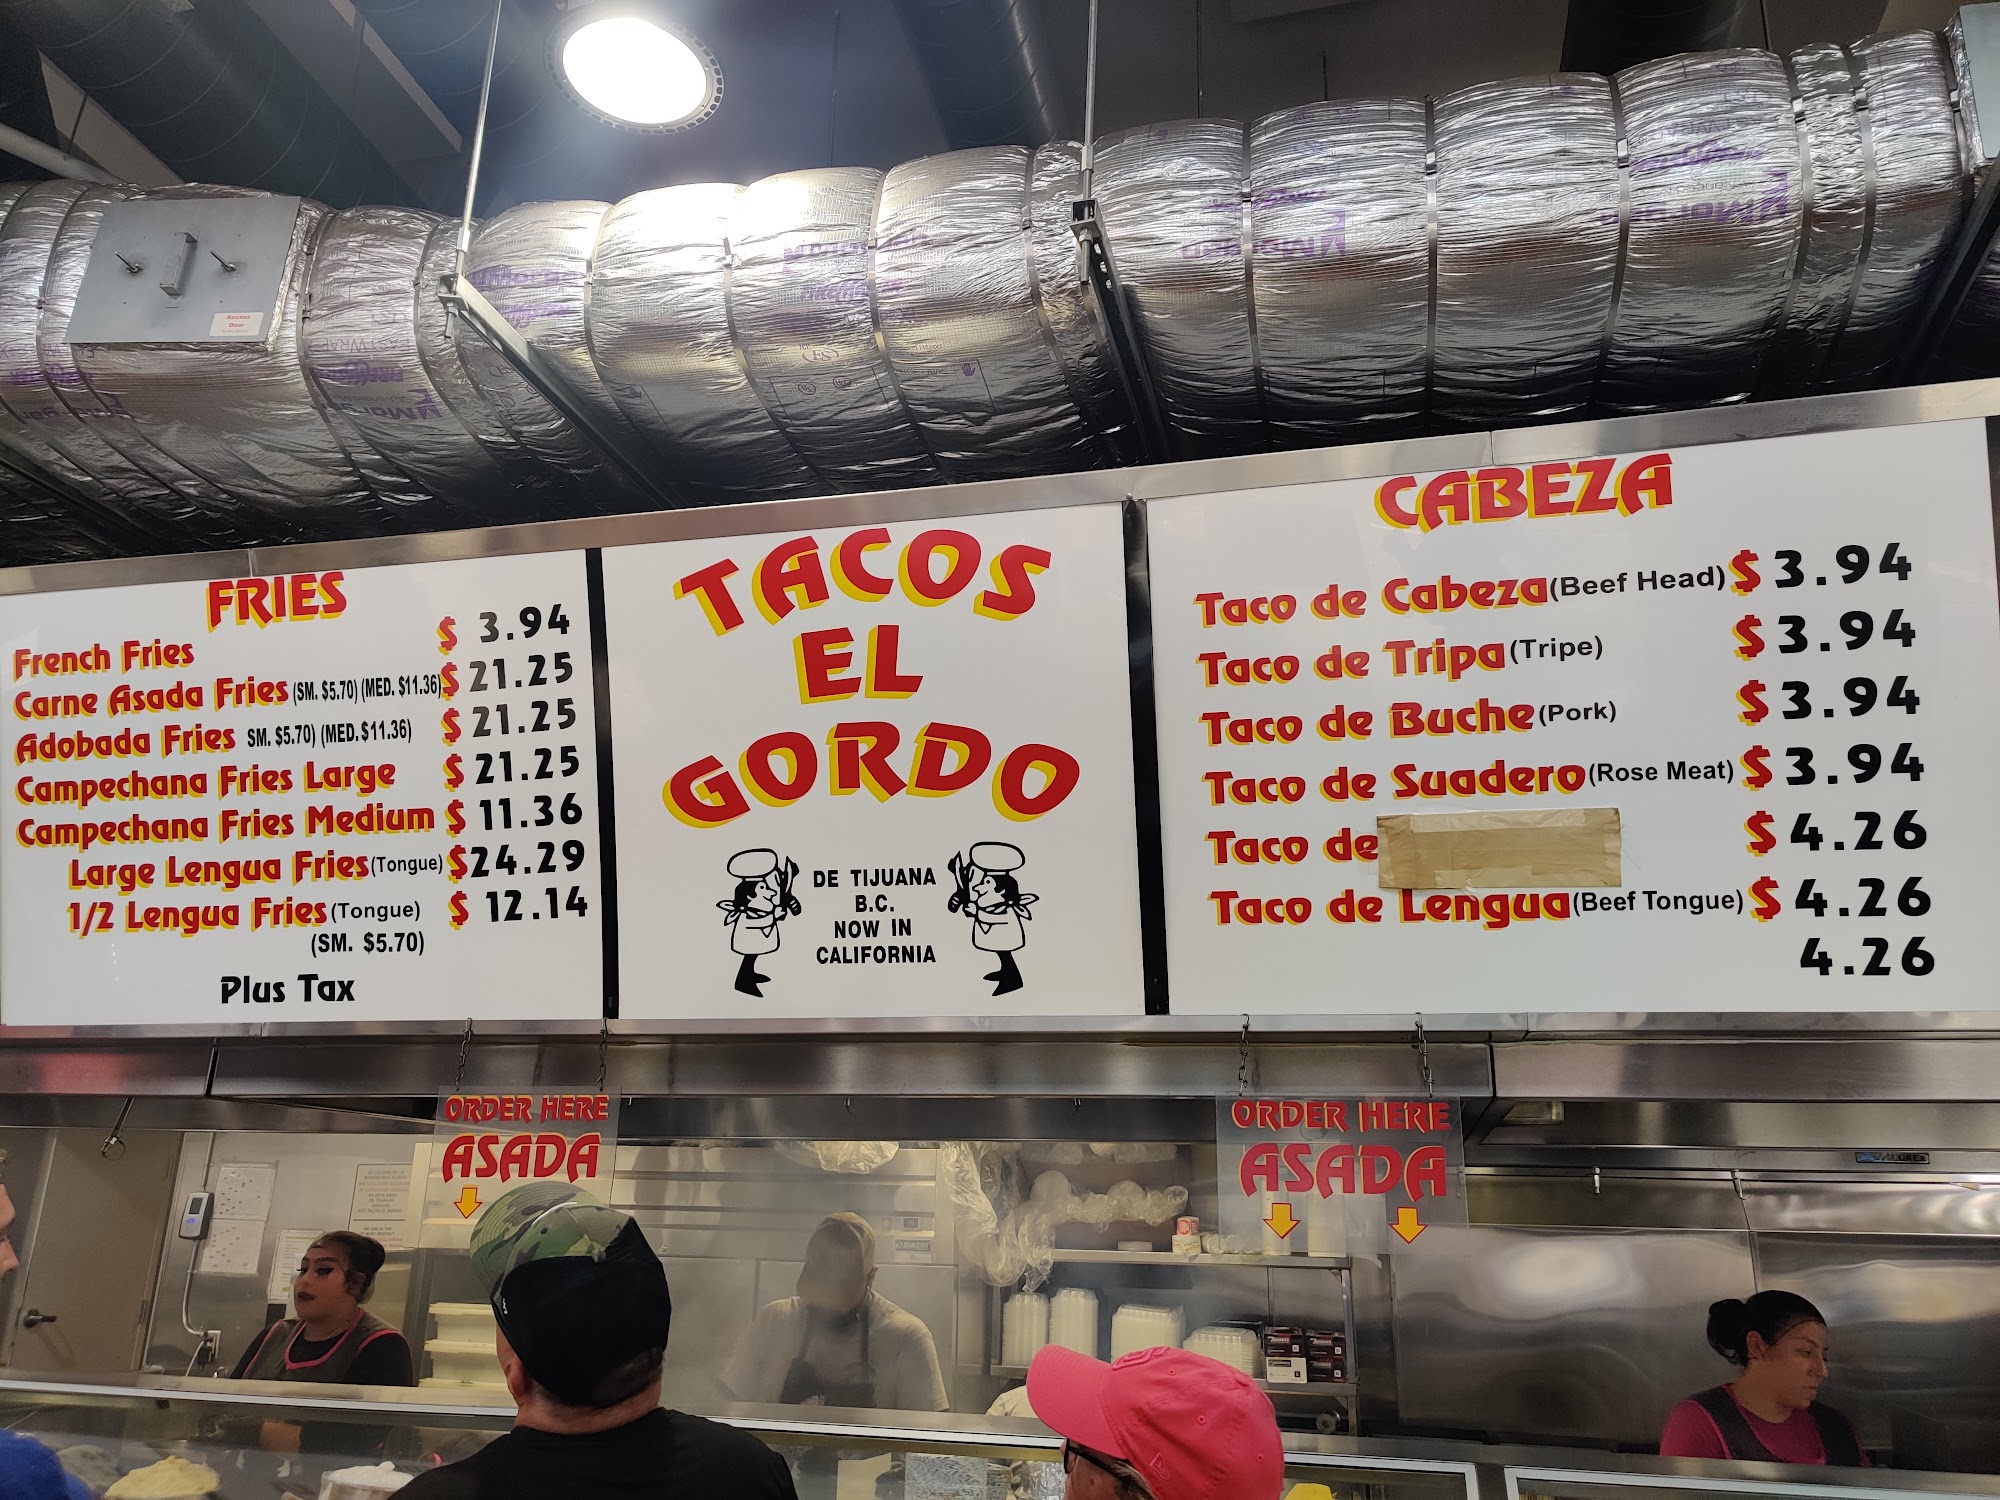 Access
Door
FRIES
French Fries $ 3.94
Carne Asada Fries (SM. $5.70) (MED. $11.36) $ 21.25
Adobada Fries SM. $5.70) (MED. $11.36) $ 21.25
Campechana Fries Large $ 21.25
Campechana Fries Medium $ 11.36
Large Lengua Fries (Tongue) $24.29
1/2 Lengua Fries (Tongue) $ 12.14
(SM. $5.70)
Plus Tax
TACOS
EL
GORDO
DE TIJUANA
B.C.
NOW IN
CALIFORNIA
CABEZA
Taco de Cabeza (Beef Head) $ 3.94
Taco de Tripa (Tripe) $ 3.94
Taco de Buche (Pork) $ 3.94
Taco de Suadero (Rose Meat) $ 3.94
Taco de $ 4.26
Taco de Lengua (Beef Tongue) $ 4.26
4.26
ORDER HERE
ASADA
ORDER HERE
ASADA